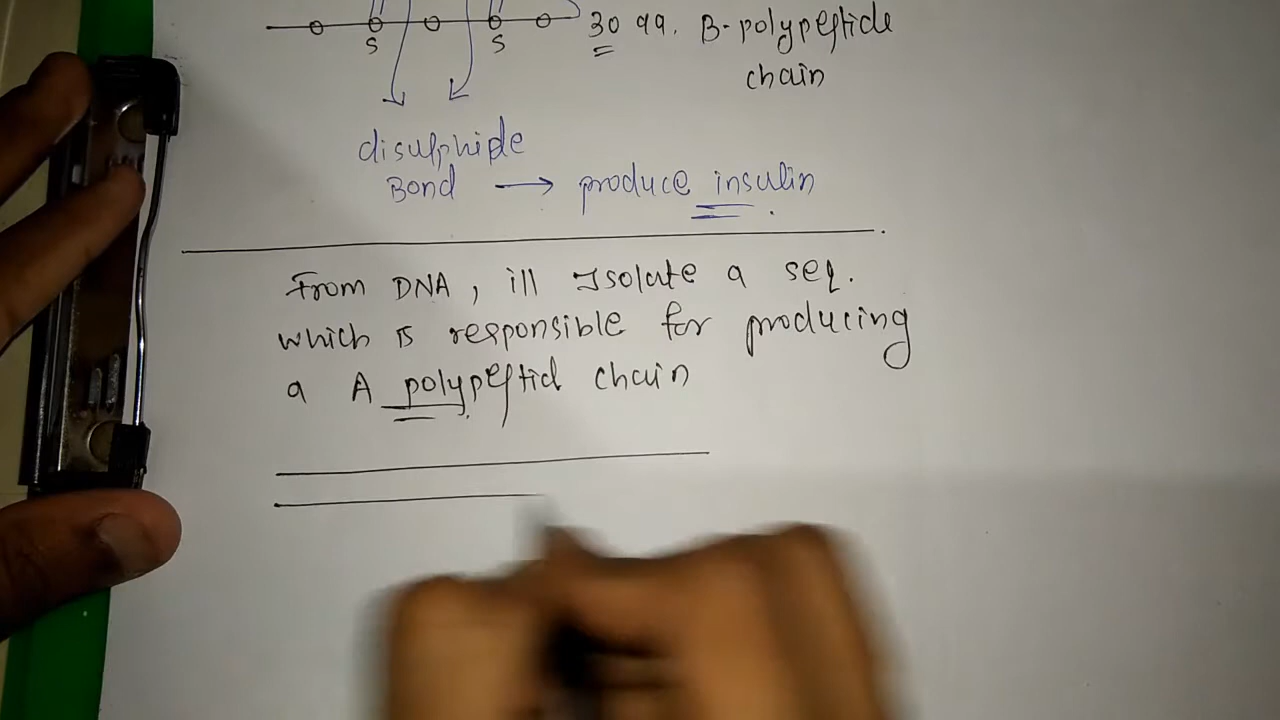 30 aa. B-polypeptide
chain
S S
disulphide
Bond → produce insulin.
From DNA, ill Isolate a seq.
which is responsible for producing
a A polypeptid chain